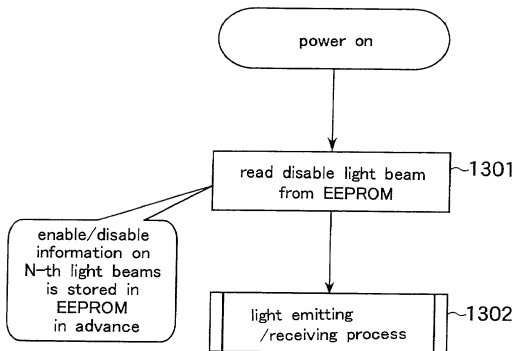 power on
read disable light beam
from EEPROM
1301
enable/disable
information on
N-th light beams
is stored in
EEPROM
in advance
light emitting
/receiving process
1302